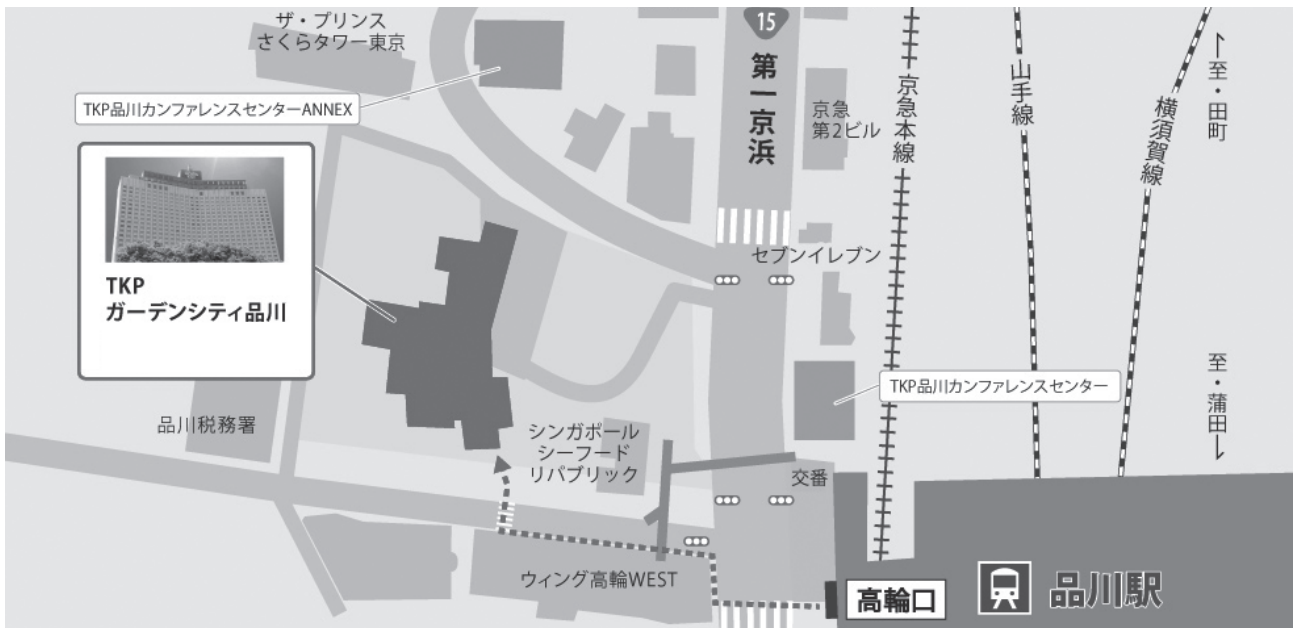 ザ・プリンス
さくらタワー東京
15
第一京浜
TKP品川カンファレンスセンターANNEX
京急
第2ビル
京急本線
山手線
横須賀線
至・田町
TKP
ガーデンシティ品川
セブンイレブン
TKP品川カンファレンスセンター
至・蒲田
品川税務署
シンガポール
シーフード
リパブリック
交番
ウィング高輪WEST
高輪口
品川駅